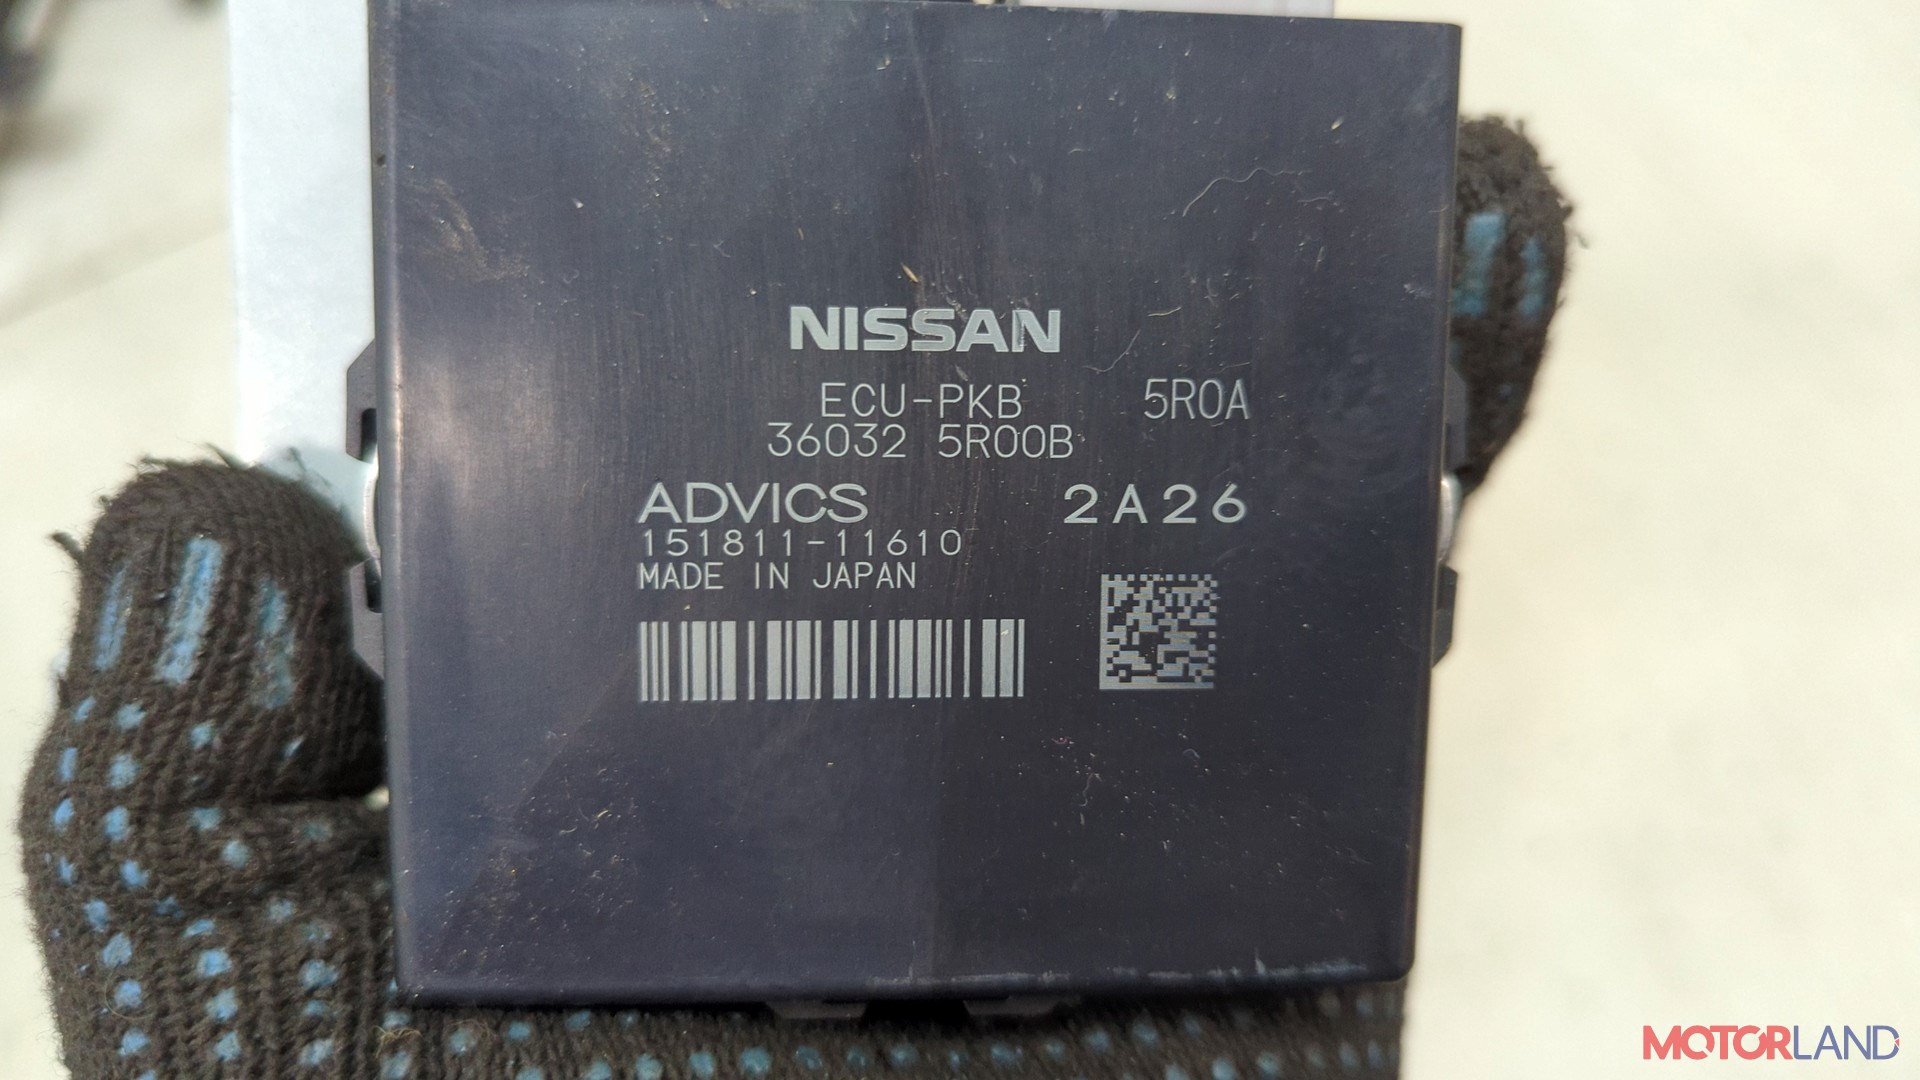 NISSAN
ECU-PKB 5R0A
36032 5R00B
ADVICS 2A26
151811-11610
MADE IN JAPAN
MOTORLAND